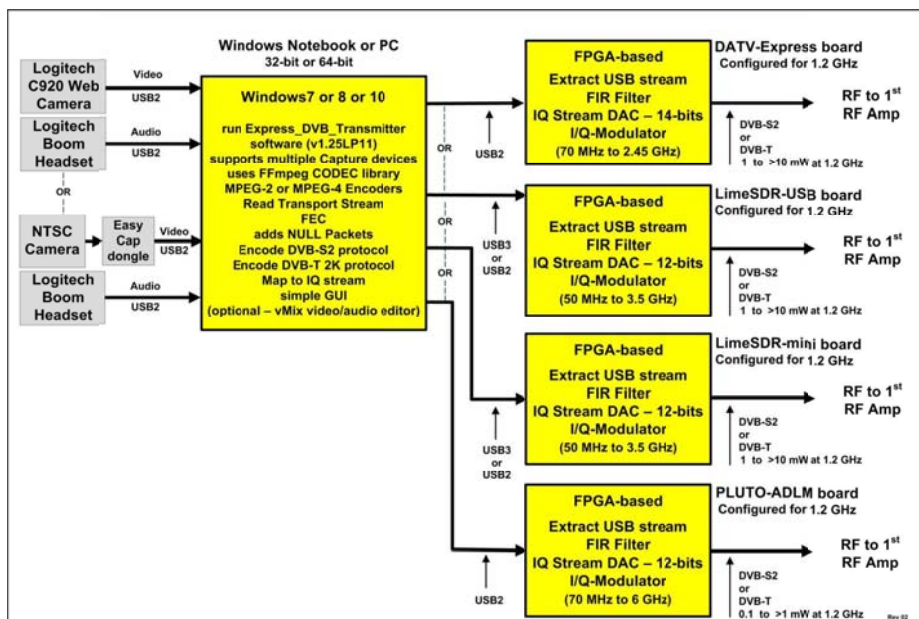 Logitech
C920 Web
Camera
Video
USB2
Logitech
Boom
Headset
Audio
USB2
OR
NTSC
Camera
Easy
Cap
dongle
Video
USB2
Logitech
Boom
Headset
Audio
USB2
Windows Notebook or PC
32-bit or 64-bit
Windows7 or 8 or 10
run Express_DVB_Transmitter
software (v1.25LP11)
supports multiple Capture devices
uses FFmpeg CODEC library
MPEG-2 or MPEG-4 Encoders
Read Transport Stream
FEC
adds NULL Packets
Encode DVB-S2 protocol
Encode DVB-T 2K protocol
Map to IQ stream
simple GUI
(optional – vMix video/audio editor)
OR
OR
OR
USB2
FPGA-based
Extract USB stream
FIR Filter
IQ Stream DAC – 14-bits
I/Q-Modulator
(70 MHz to 2.45 GHz)
DATV-Express board
Configured for 1.2 GHz
RF to 1st
RF Amp
DVB-S2
or
DVB-T
1 to >10 mW at 1.2 GHz
USB3
or
USB2
FPGA-based
Extract USB stream
FIR Filter
IQ Stream DAC – 12-bits
I/Q-Modulator
(50 MHz to 3.5 GHz)
LimeSDR-USB board
Configured for 1.2 GHz
RF to 1st
RF Amp
DVB-S2
or
DVB-T
1 to >10 mW at 1.2 GHz
USB3
or
USB2
FPGA-based
Extract USB stream
FIR Filter
IQ Stream DAC – 12-bits
I/Q-Modulator
(50 MHz to 3.5 GHz)
LimeSDR-mini board
Configured for 1.2 GHz
RF to 1st
RF Amp
DVB-S2
or
DVB-T
1 to >10 mW at 1.2 GHz
USB2
FPGA-based
Extract USB stream
FIR Filter
IQ Stream DAC – 12-bits
I/Q-Modulator
(70 MHz to 6 GHz)
PLUTO-ADLM board
Configured for 1.2 GHz
RF to 1st
RF Amp
DVB-S2
or
DVB-T
0.1 to >1 mW at 1.2 GHz
Rev 02